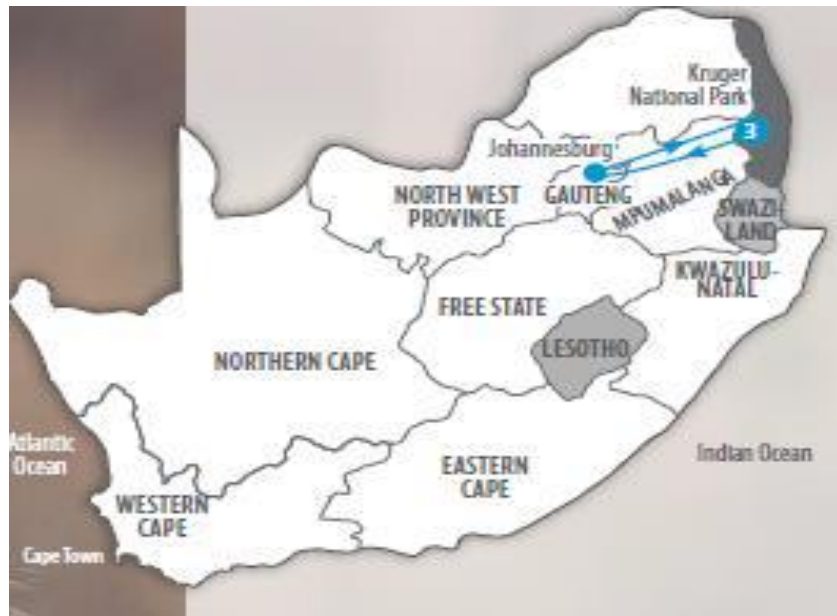 Kruger
National Park
3
Johannesburg
NORTH WEST
PROVINCE
GAUTENG
MPUMALANGA
SWAZI-
LAND
KWAZULU-
NATAL
FREE STATE
LESOTHO
NORTHERN CAPE
Atlantic
Ocean
Indian Ocean
EASTERN
CAPE
WESTERN
CAPE
Cape Town